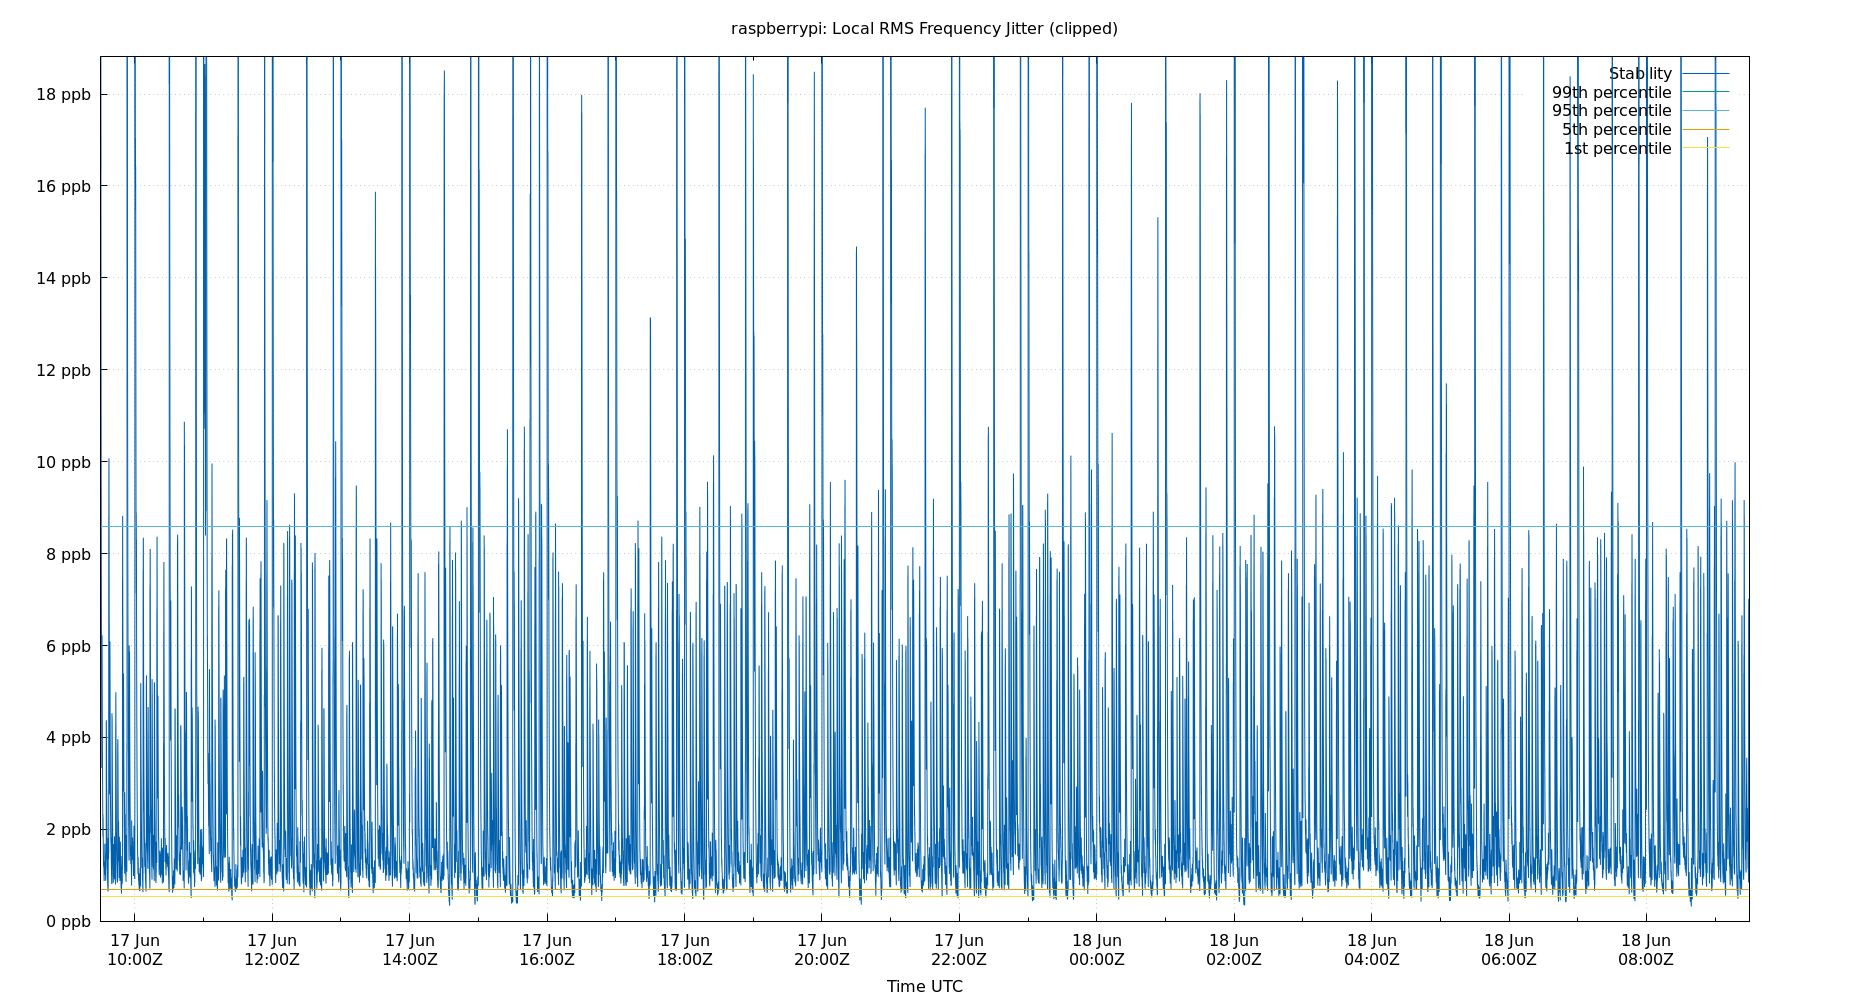 raspberrypi: Local RMS Frequency Jitter (clipped)
Stability
99th percentile
95th percentile
5th percentile
1st percentile
18 ppb
16 ppb
14 ppb
12 ppb
10 ppb
8 ppb
6 ppb
4 ppb
2 ppb
0 ppb
17 Jun 17 Jun 17 Jun 17 Jun 17 Jun 17 Jun 17 Jun 18 Jun 18 Jun 18 Jun 18 Jun 18 Jun
10:00Z 12:00Z 14:00Z 16:00Z 18:00Z 20:00Z 22:00Z 00:00Z 02:00Z 04:00Z 06:00Z 08:00Z
Time UTC